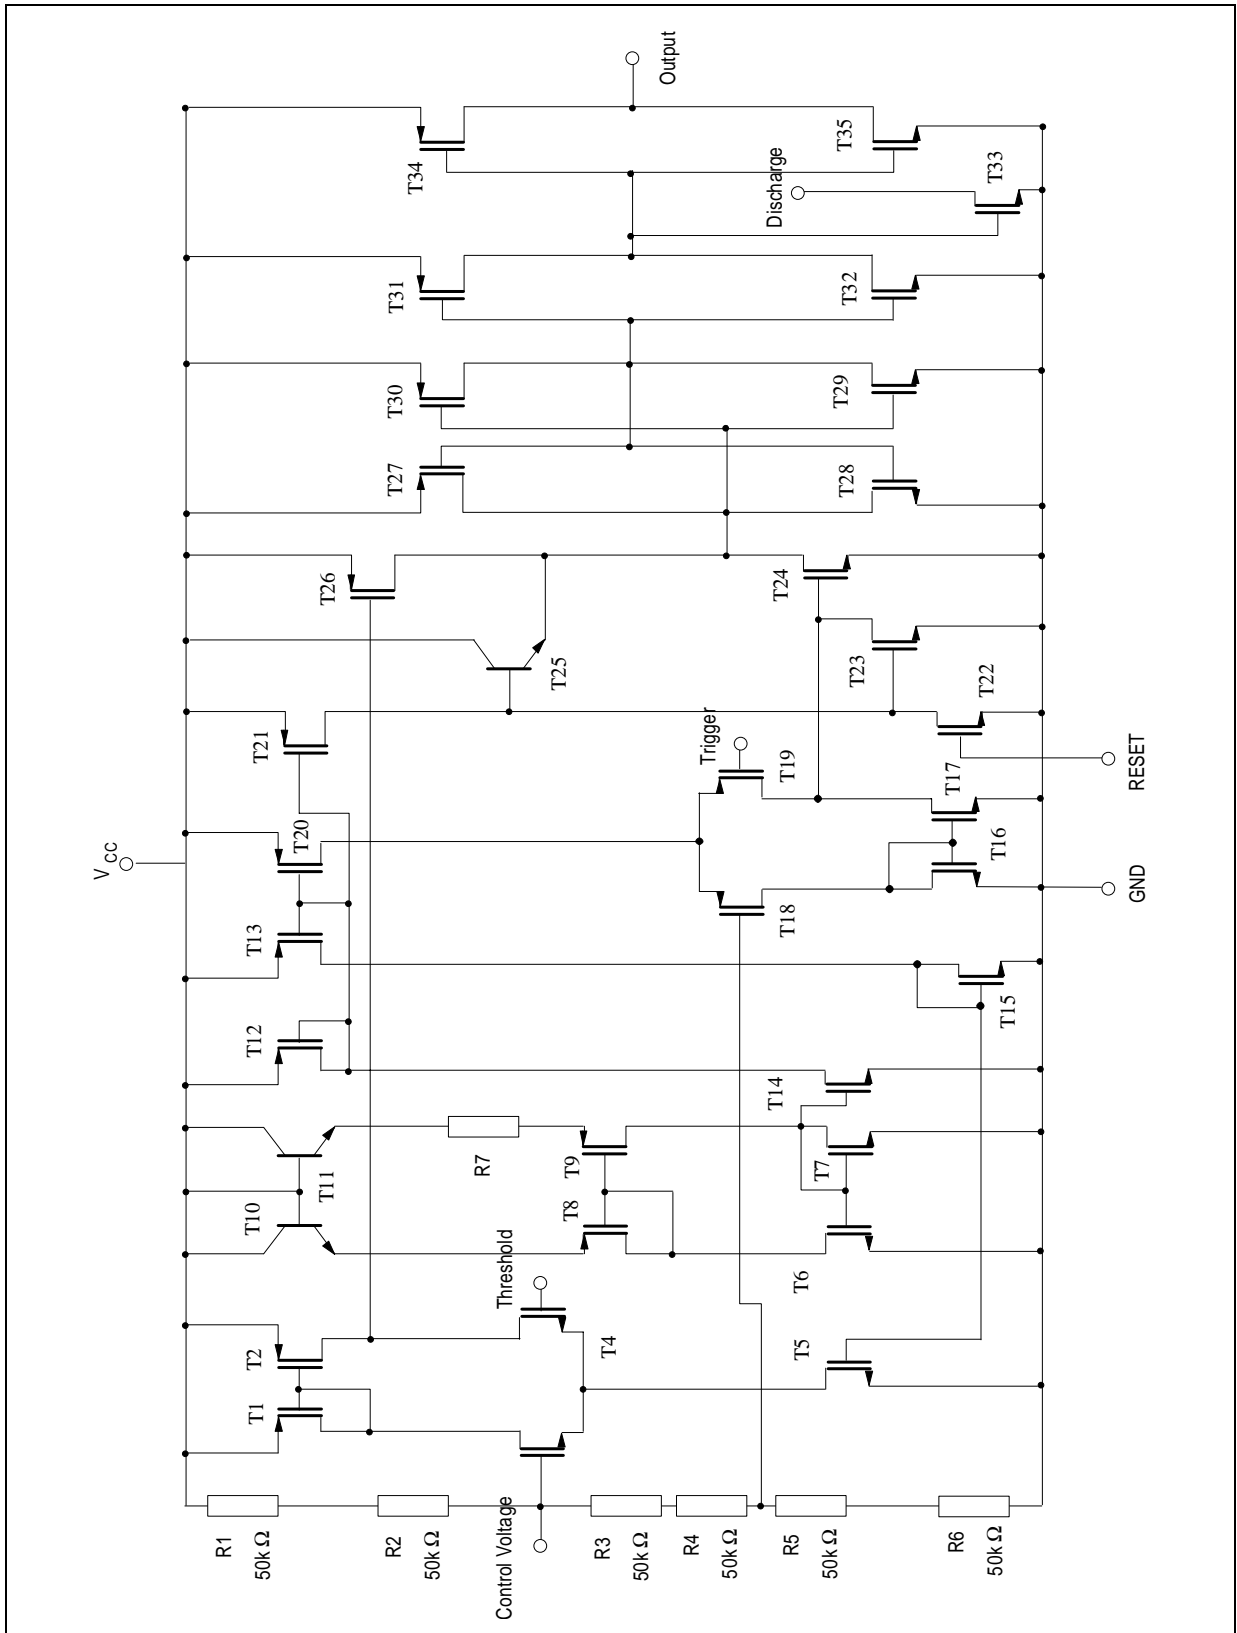 Output
T34
T35
Discharge
T33
T31
T32
T30
T29
T27
T28
T26
T24
T25
T23
T22
T21
Trigger
T19
T17
RESET
T20
V CC
T16
GND
T13
T18
T12
T15
T14
T11
R7
T9
T7
T10
T8
Threshold
T6
T2
T4
T5
T1
Control Voltage
R1
50k Ω
R2
50k Ω
R3
50k Ω
R4
50k Ω
R5
50k Ω
R6
50k Ω